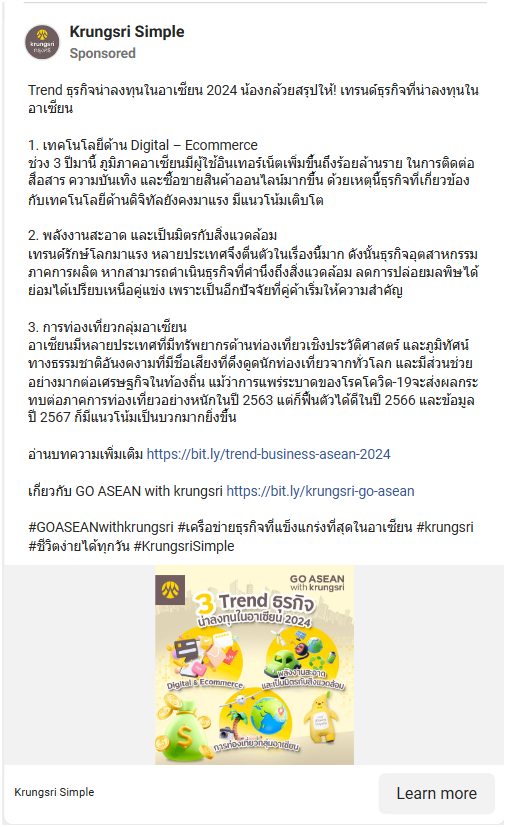 Krungsri Simple
Sponsored
krungsri
กรุงศรี
Trend ธุรกิจน่าลงทุนในอาเซียน 2024 น้องกล้วยสรุปให้! เทรนด์ธุรกิจที่น่าลงทุนใน
อาเซียน
1. เทคโนโลยีด้าน Digital – Ecommerce
ช่วง 3 ปีมานี้ ภูมิภาคอาเซียนมีผู้ใช้อินเทอร์เน็ตเพิ่มขึ้นถึงร้อยล้านราย ในการติดต่อ
สื่อสาร ความบันเทิง และซื้อขายสินค้าออนไลน์มากขึ้น ด้วยเหตุนี้ธุรกิจที่เกี่ยวข้อง
กับเทคโนโลยีด้านดิจิทัลยังคงมาแรง มีแนวโน้มเติบโต
2. พลังงานสะอาด และเป็นมิตรกับสิ่งแวดล้อม
เทรนด์รักษ์โลกมาแรง หลายประเทศจึงตื่นตัวในเรื่องนี้มาก ดังนั้นธุรกิจอุตสาหกรรม
ภาคการผลิต หากสามารถดำเนินธุรกิจที่คำนึงถึงสิ่งแวดล้อม ลดการปล่อยมลพิษได้
ย่อมได้เปรียบเหนือคู่แข่ง เพราะเป็นอีกปัจจัยที่คู่ค้าเริ่มให้ความสำคัญ
3. การท่องเที่ยวกลุ่มอาเซียน
อาเซียนมีหลายประเทศที่มีทรัพยากรด้านท่องเที่ยวเชิงประวัติศาสตร์ และภูมิทัศน์
ทางธรรมชาติอันงดงามที่มีชื่อเสียงที่ดึงดูดนักท่องเที่ยวจากทั่วโลก และมีส่วนช่วย
อย่างมากต่อเศรษฐกิจในท้องถิ่น แม้ว่าการแพร่ระบาดของโรคโควิด-19จะส่งผลกระ
ทบต่อภาคการท่องเที่ยวอย่างหนักในปี 2563 แต่ก็ฟื้นตัวได้ดีในปี 2566 และข้อมูล
ปี 2567 ก็มีแนวโน้มเป็นบวกมากยิ่งขึ้น
อ่านบทความเพิ่มเติม https://bit.ly/trend-business-asean-2024
เกี่ยวกับ GO ASEAN with krungsri https://bit.ly/krungsri-go-asean
#GOASEANwithkrungsri #เครือข่ายธุรกิจที่แข็งแกร่งที่สุดในอาเซียน #krungsri
#ชีวิตง่ายได้ทุกวัน #KrungsriSimple
GO ASEAN
with krungsri
3 Trend ธุรกิจ
น่าลงทุนในอาเซียน 2024
Digital & Ecommerce
พลังงานสะอาด
และเป็นมิตรกับสิ่งแวดล้อม
การท่องเที่ยวกลุ่มอาเซียน
Krungsri Simple
Learn more